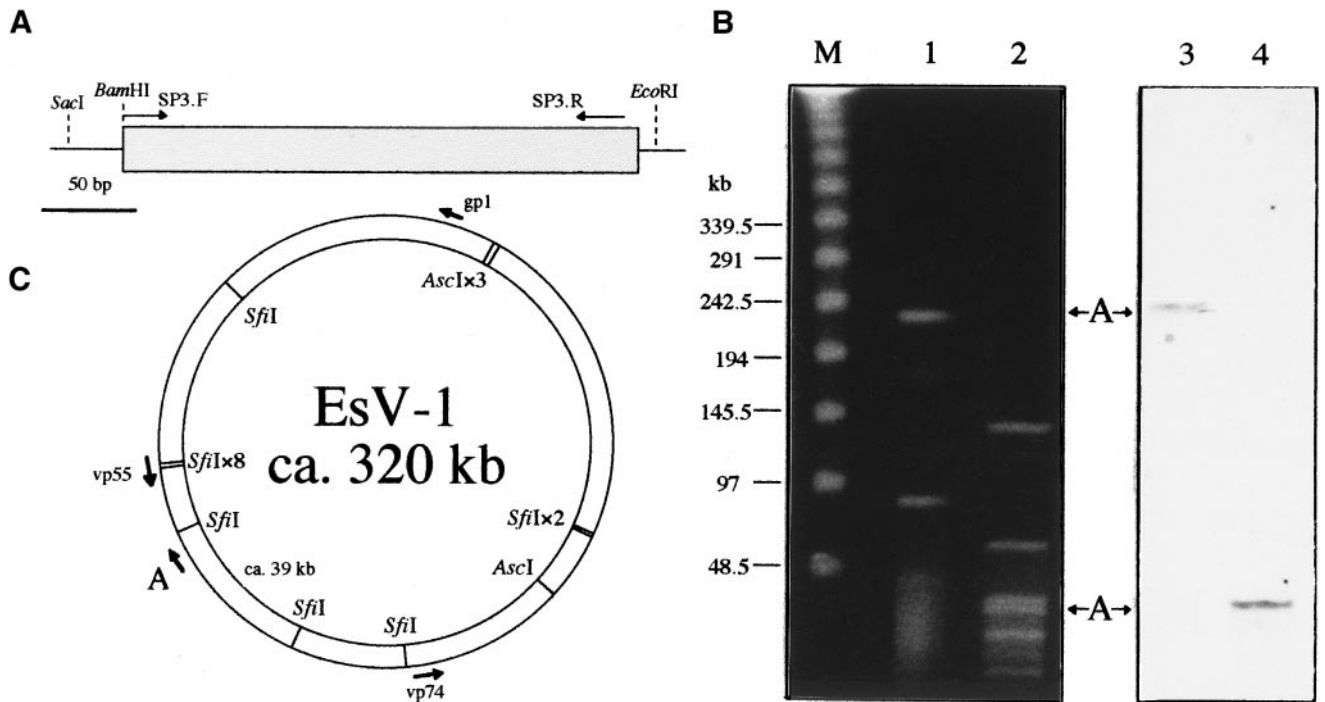 A
SacI
BamHI
SP3.F
SP3.R
EcoRI
50 bp
C
EsV-1
ca. 320 kb
gp1
AscI×3
SfiI
SfiI×8
vp55
SfiI
A
ca. 39 kb
SfiI
SfiI
vp74
AscI
SfiI×2
B
M 1 2 3 4
kb
339.5
291
242.5
194
145.5
97
48.5
A
A